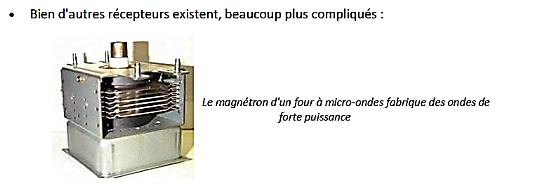 • Bien d'autres récepteurs existent, beaucoup plus compliqués :
Le magnétron d'un four à micro-ondes fabrique des ondes de
forte puissance